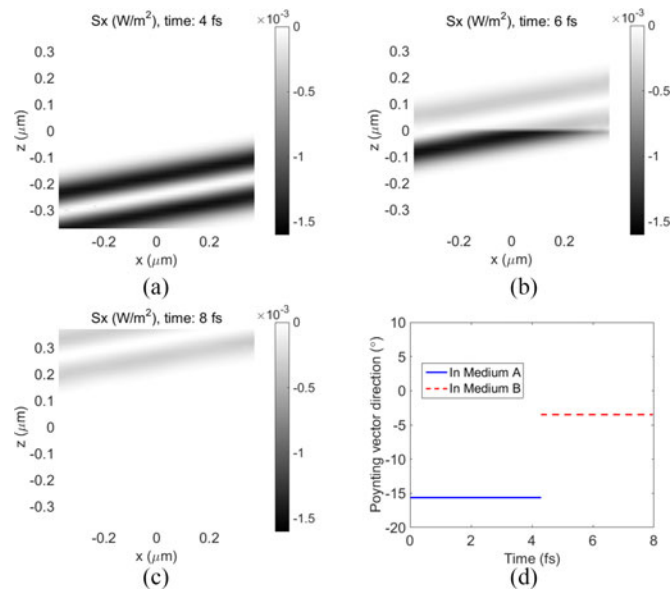 Sx (W/m²), time: 4 fs
×10⁻³
0
-0.5
-1
-1.5
0.3
0.2
0.1
0
-0.1
-0.2
-0.3
z (μm)
-0.2 0 0.2
x (μm)
(a)
Sx (W/m²), time: 6 fs
×10⁻³
0
-0.5
-1
-1.5
0.3
0.2
0.1
0
-0.1
-0.2
-0.3
z (μm)
-0.2 0 0.2
x (μm)
(b)
Sx (W/m²), time: 8 fs
×10⁻³
0
-0.5
-1
-1.5
0.3
0.2
0.1
0
-0.1
-0.2
-0.3
z (μm)
-0.2 0 0.2
x (μm)
(c)
10
5
0
-5
-10
-15
-20
Poynting vector direction (°)
In Medium A
In Medium B
0 2 4 6 8
Time (fs)
(d)